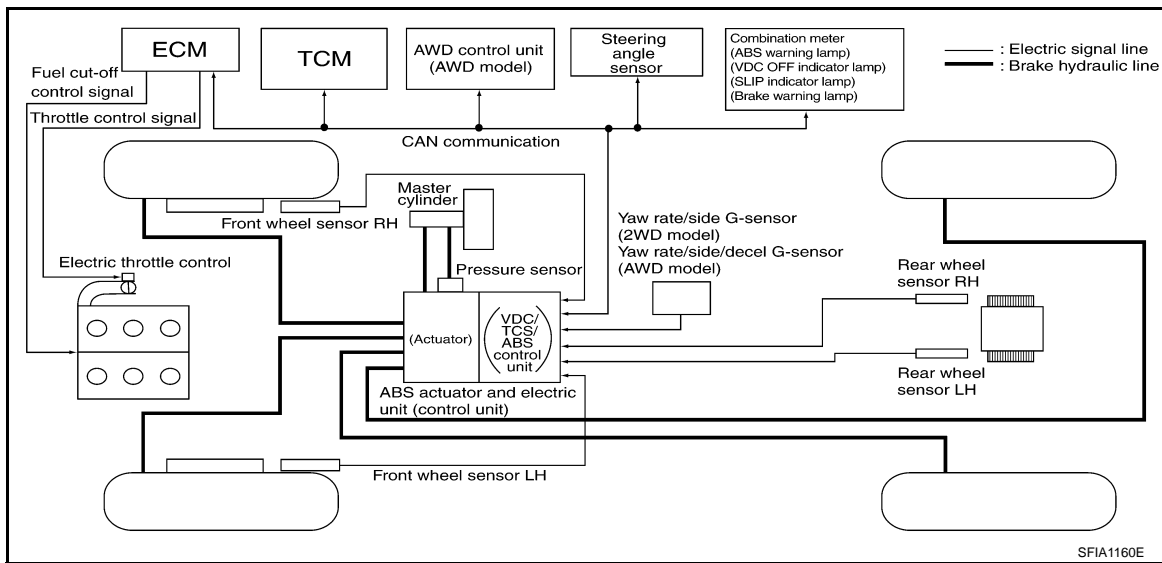 ECM
TCM
AWD control unit
(AWD model)
Steering
angle
sensor
Combination meter
(ABS warning lamp)
(VDC OFF indicator lamp)
(SLIP indicator lamp)
(Brake warning lamp)
: Electric signal line
: Brake hydraulic line
Fuel cut-off
control signal
Throttle control signal
CAN communication
Master
cylinder
Front wheel sensor RH
Yaw rate/side G-sensor
(2WD model)
Yaw rate/side/decel G-sensor
(AWD model)
Electric throttle control
Pressure sensor
Rear wheel
sensor RH
(Actuator)
(VDC/
TCS/
ABS
control
unit)
Rear wheel
sensor LH
ABS actuator and electric
unit (control unit)
Front wheel sensor LH
SFIA1160E